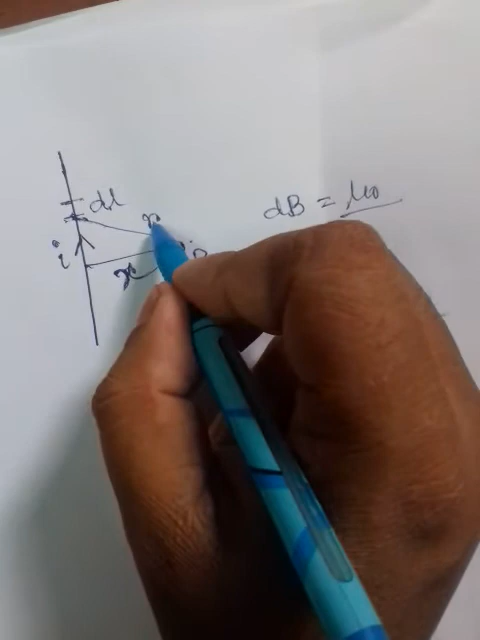 dl
dB = μ0
r
i
x